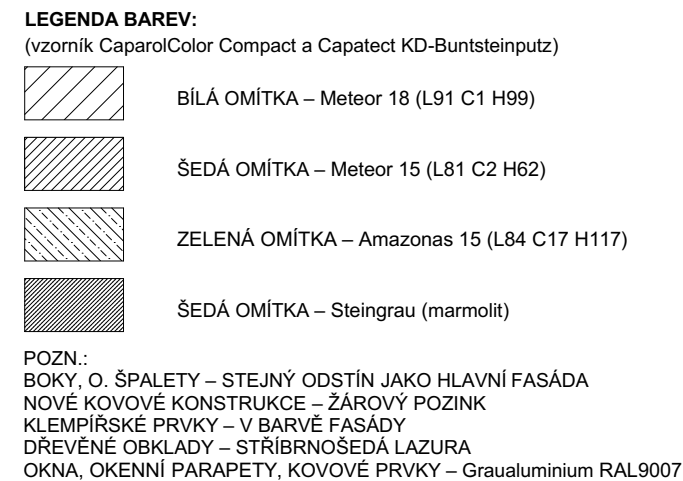 LEGENDA BAREV:
(vzorník CaparolColor Compact a Capatect KD-Buntsteinputz)
BÍLÁ OMÍTKA – Meteor 18 (L91 C1 H99)
ŠEDÁ OMÍTKA – Meteor 15 (L81 C2 H62)
ZELENÁ OMÍTKA – Amazonas 15 (L84 C17 H117)
ŠEDÁ OMÍTKA – Steingrau (marmolit)
POZN.:
BOKY, O. ŠPALETY – STEJNÝ ODSTÍN JAKO HLAVNÍ FASÁDA
NOVÉ KOVOVÉ KONSTRUKCE – ŽÁROVÝ POZINK
KLEMPÍŘSKÉ PRVKY – V BARVĚ FASÁDY
DŘEVĚNÉ OBKLADY – STŘÍBRNOŠEDÁ LAZURA
OKNA, OKENNÍ PARAPETY, KOVOVÉ PRVKY – Graualuminium RAL9007